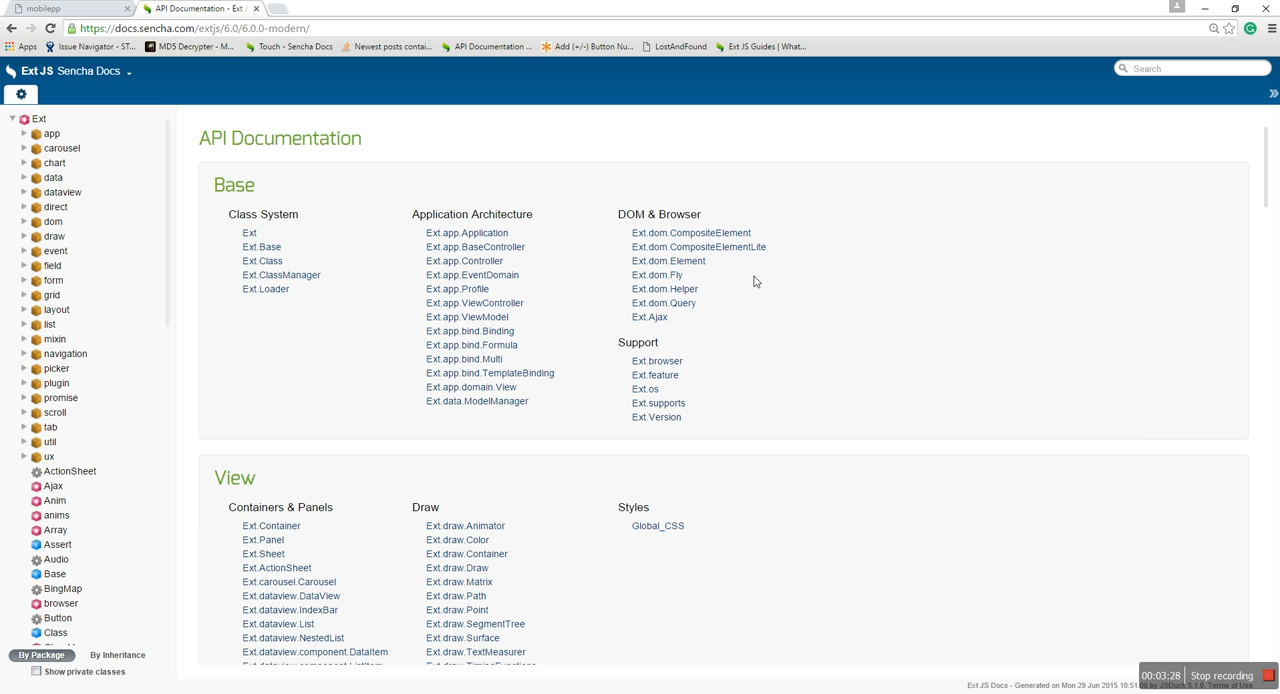 mobilepp
API Documentation - Ext J
https://docs.sencha.com/extjs/6.0/6.0.0-modern/
Apps
Issue Navigator - ST...
MD5 Decrypter - M...
Touch - Sencha Docs
Newest posts contai...
API Documentation ...
Add (+/-) Button Nu...
LostAndFound
Ext JS Guides | What...
Ext JS Sencha Docs
Search
Ext
app
carousel
chart
data
dataview
direct
dom
draw
event
field
form
grid
layout
list
mixin
navigation
picker
plugin
promise
scroll
tab
util
ux
ActionSheet
Ajax
Anim
anims
Array
Assert
Audio
Base
BingMap
browser
Button
Class
By Package
By Inheritance
Show private classes
API Documentation
Base
Class System
Ext
Ext.Base
Ext.Class
Ext.ClassManager
Ext.Loader
Application Architecture
Ext.app.Application
Ext.app.BaseController
Ext.app.Controller
Ext.app.EventDomain
Ext.app.Profile
Ext.app.ViewController
Ext.app.ViewModel
Ext.app.bind.Binding
Ext.app.bind.Formula
Ext.app.bind.Multi
Ext.app.bind.TemplateBinding
Ext.app.domain.View
Ext.data.ModelManager
DOM & Browser
Ext.dom.CompositeElement
Ext.dom.CompositeElementLite
Ext.dom.Element
Ext.dom.Fly
Ext.dom.Helper
Ext.dom.Query
Ext.Ajax
Support
Ext.browser
Ext.feature
Ext.os
Ext.supports
Ext.Version
View
Containers & Panels
Ext.Container
Ext.Panel
Ext.Sheet
Ext.ActionSheet
Ext.carousel.Carousel
Ext.dataview.DataView
Ext.dataview.IndexBar
Ext.dataview.List
Ext.dataview.NestedList
Ext.dataview.component.DataItem
Ext.dataview.component.ListItem
Draw
Ext.draw.Animator
Ext.draw.Color
Ext.draw.Container
Ext.draw.Draw
Ext.draw.Matrix
Ext.draw.Path
Ext.draw.Point
Ext.draw.SegmentTree
Ext.draw.Surface
Ext.draw.TextMeasurer
Ext.draw.TimingFunctions
Styles
Global_CSS
00:03:28
Stop recording
Ext JS Docs - Generated on Mon 29 Jun 2015 10:51